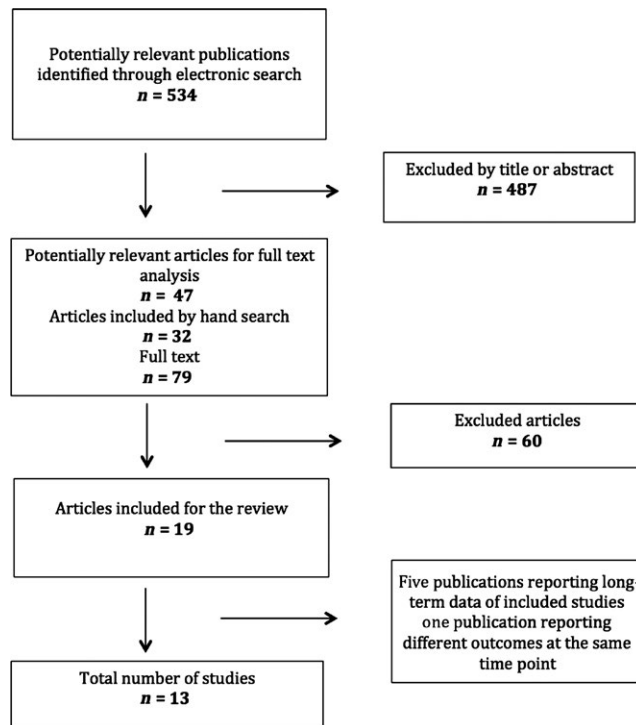 Potentially relevant publications
identified through electronic search
n = 534
Excluded by title or abstract
n = 487
Potentially relevant articles for full text
analysis
n = 47
Articles included by hand search
n = 32
Full text
n = 79
Excluded articles
n = 60
Articles included for the review
n = 19
Five publications reporting long-
term data of included studies
one publication reporting
different outcomes at the same
time point
Total number of studies
n = 13